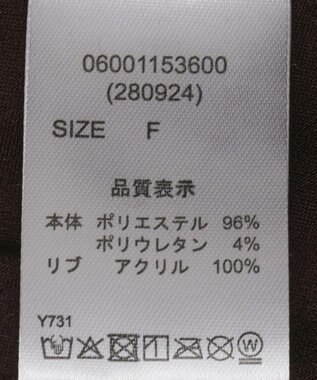 06001153600
(280924)
SIZE F
品質表示
本体 ポリエステル 96%
ポリウレタン 4%
リブ アクリル 100%
Y731
W